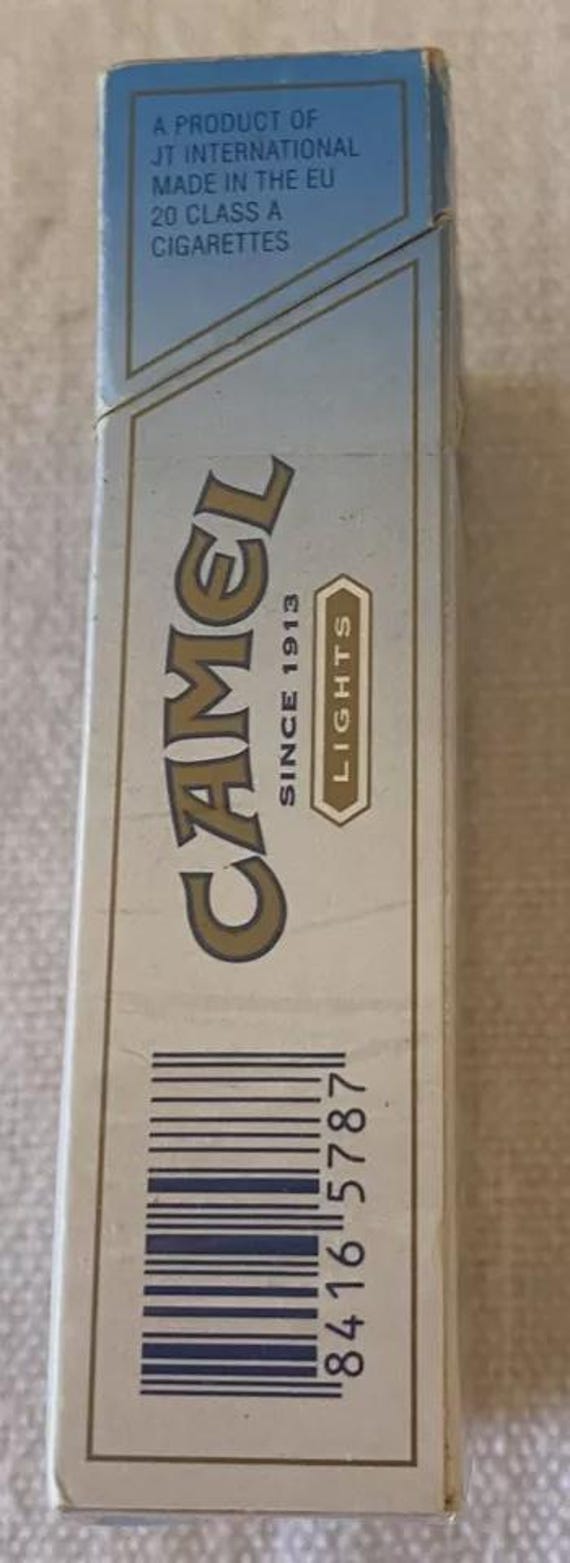 A PRODUCT OF
JT INTERNATIONAL
MADE IN THE EU
20 CLASS A
CIGARETTES
CAMEL
SINCE 1913
LIGHTS
8416 5787